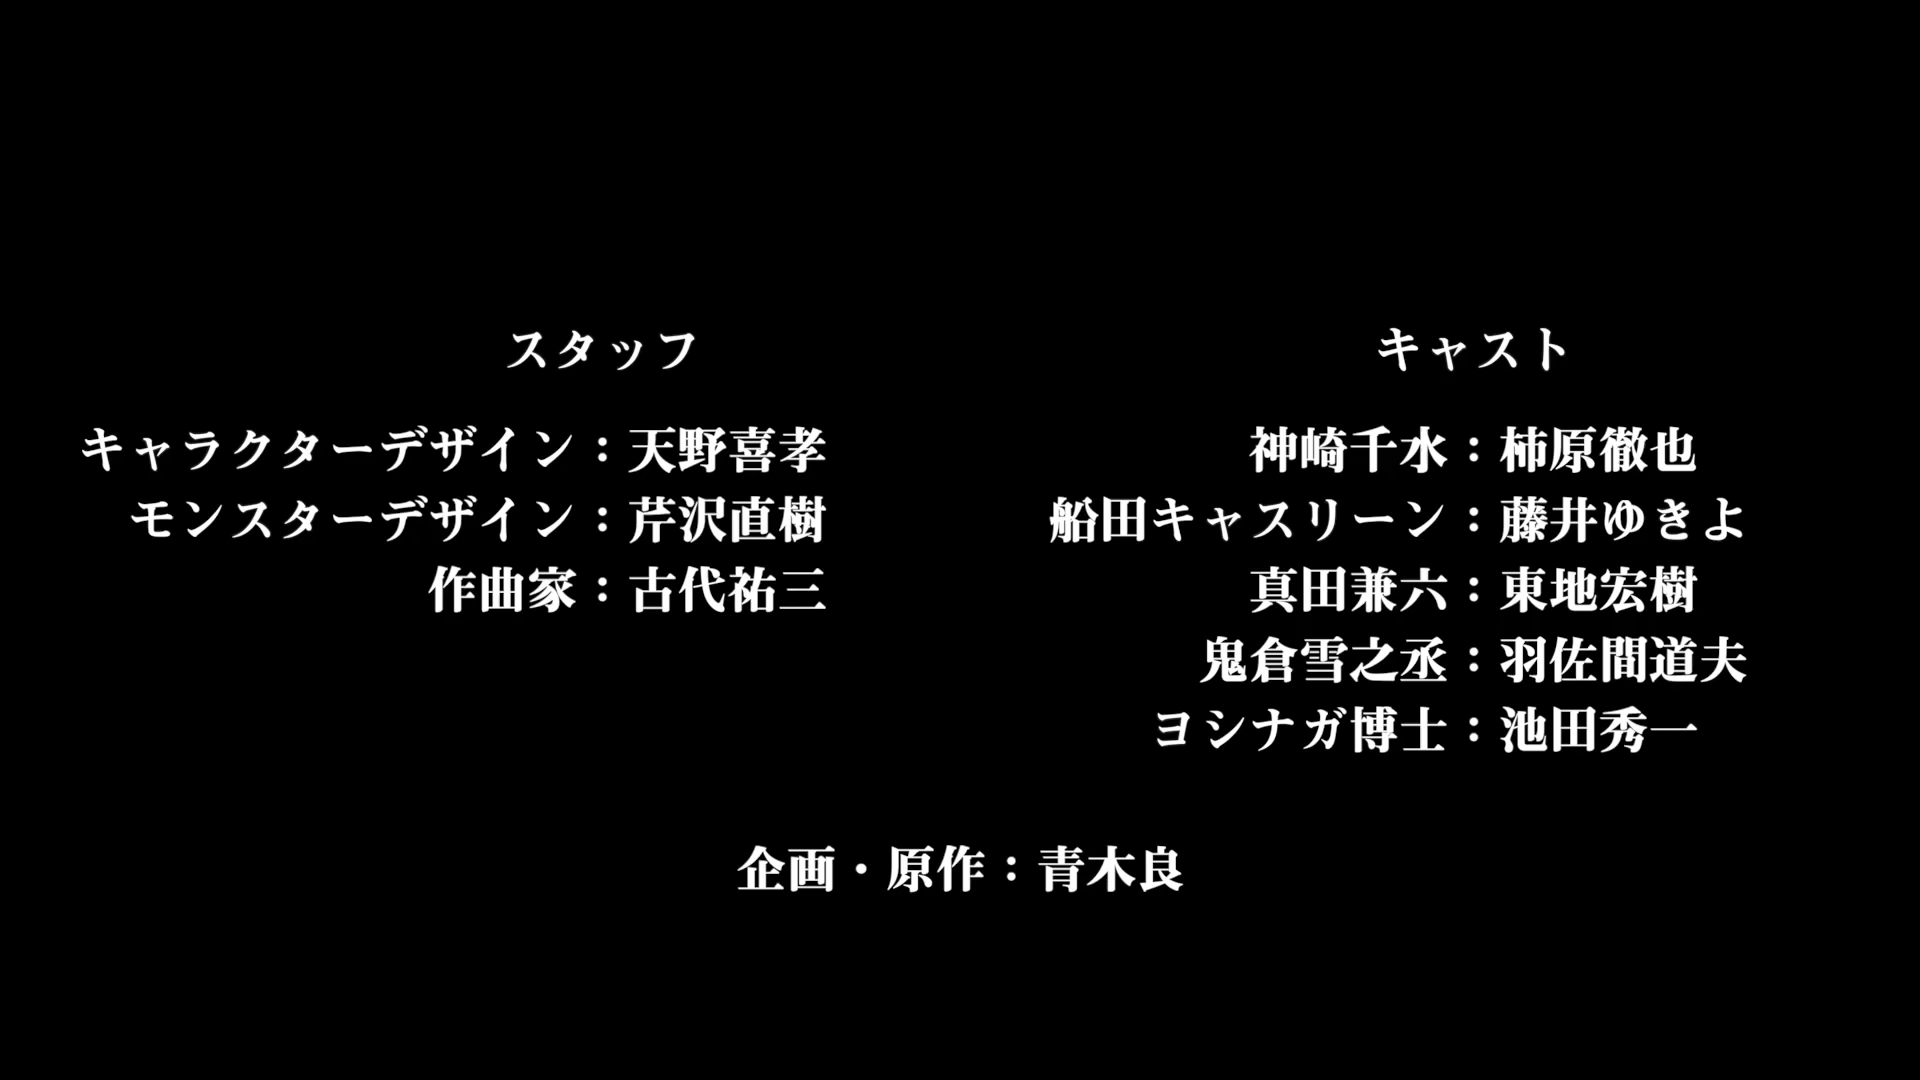 スタッフ
キャラクターデザイン：天野喜孝
モンスターデザイン：芹沢直樹
作曲家：古代祐三
キャスト
神崎千水：柿原徹也
船田キャスリーン：藤井ゆきよ
真田兼六：東地宏樹
鬼倉雪之丞：羽佐間道夫
ヨシナガ博士：池田秀一
企画・原作：青木良